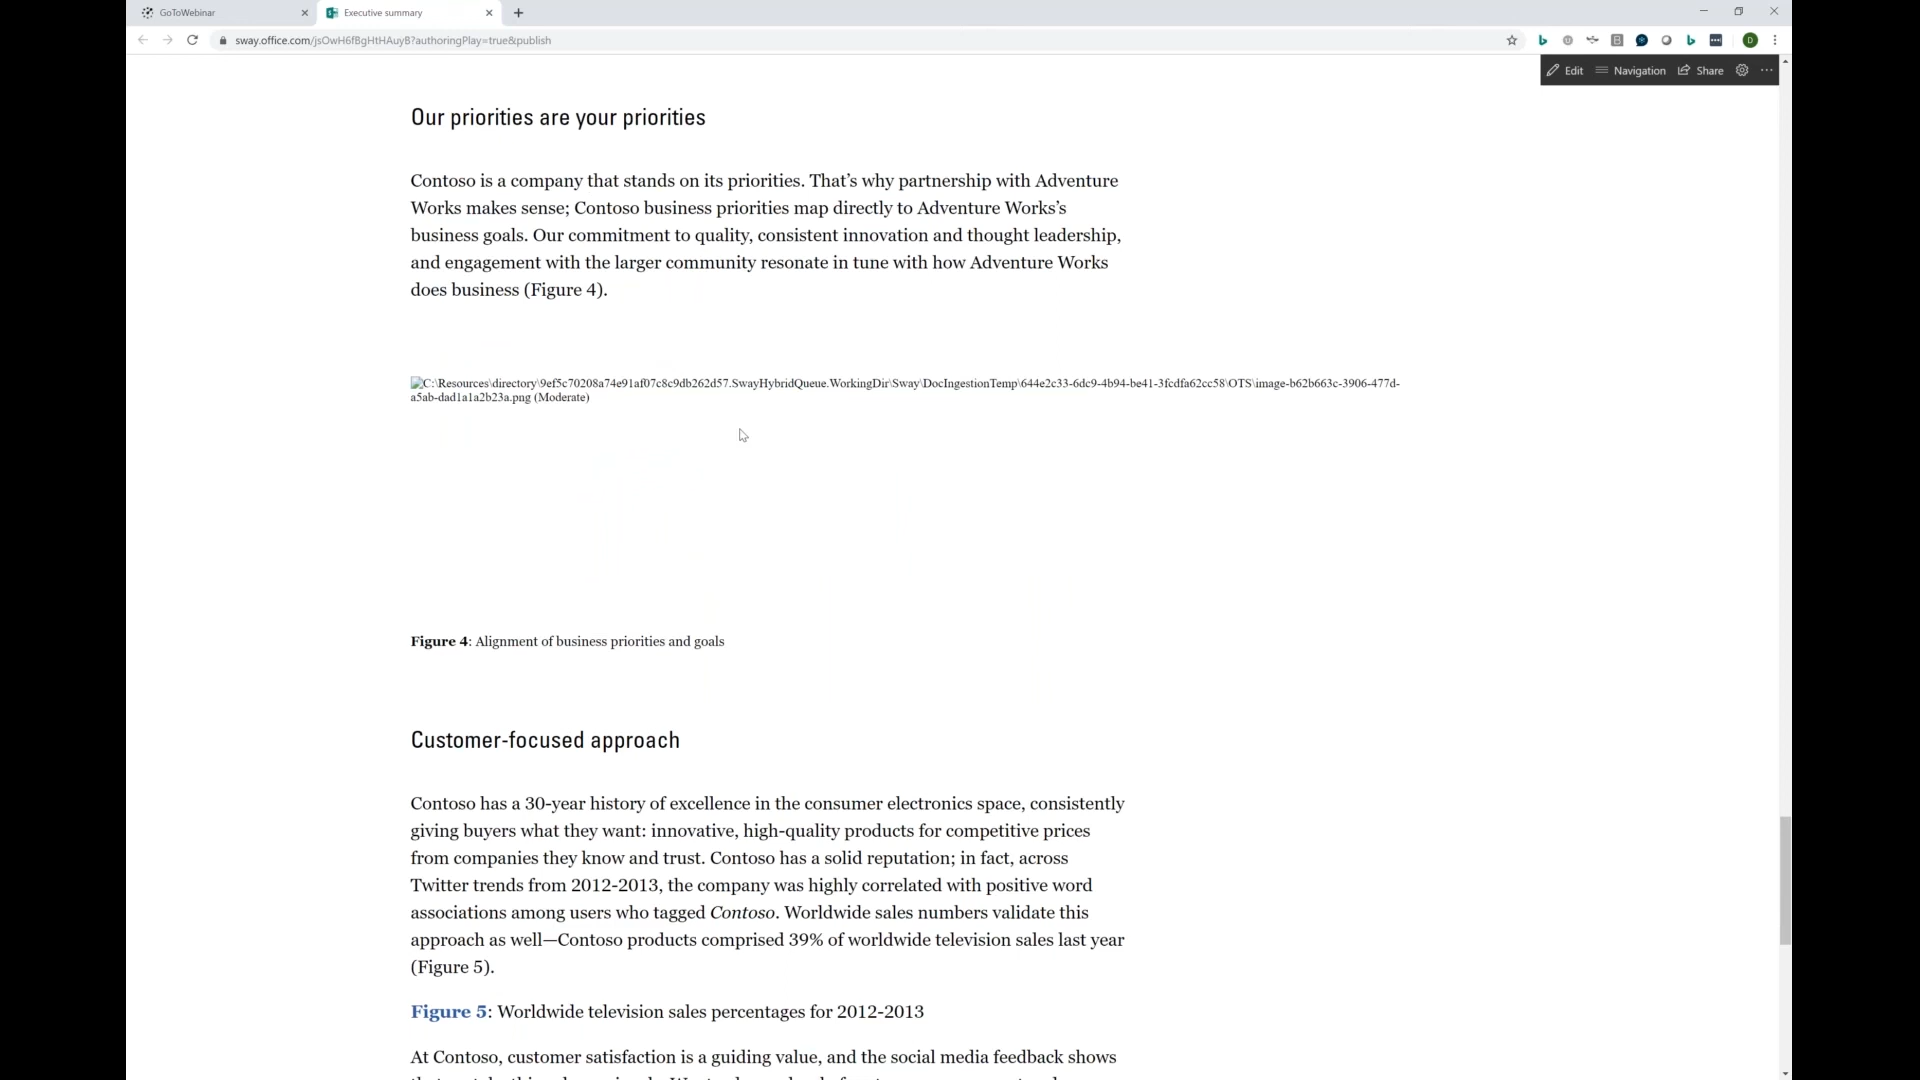 GoToWebinar
Executive summary
sway.office.com/jsOwH6fBgHtHAuyB?authoringPlay=true&publish
D
Edit
Navigation
Share
Our priorities are your priorities
Contoso is a company that stands on its priorities. That's why partnership with Adventure
Works makes sense; Contoso business priorities map directly to Adventure Works's
business goals. Our commitment to quality, consistent innovation and thought leadership,
and engagement with the larger community resonate in tune with how Adventure Works
does business (Figure 4).
C:\Resources\directory\9ef5c70208a74e91af07c8c9db262d57.SwayHybridQueue.WorkingDir\Sway\DocIngestionTemp\644e2c33-6dc9-4b94-be41-3fcdfa62cc58\OTS\image-b62b663c-3906-477d-
a5ab-dad1a1a2b23a.png (Moderate)
Figure 4: Alignment of business priorities and goals
Customer-focused approach
Contoso has a 30-year history of excellence in the consumer electronics space, consistently
giving buyers what they want: innovative, high-quality products for competitive prices
from companies they know and trust. Contoso has a solid reputation; in fact, across
Twitter trends from 2012-2013, the company was highly correlated with positive word
associations among users who tagged Contoso. Worldwide sales numbers validate this
approach as well—Contoso products comprised 39% of worldwide television sales last year
(Figure 5).
Figure 5: Worldwide television sales percentages for 2012-2013
At Contoso, customer satisfaction is a guiding value, and the social media feedback shows